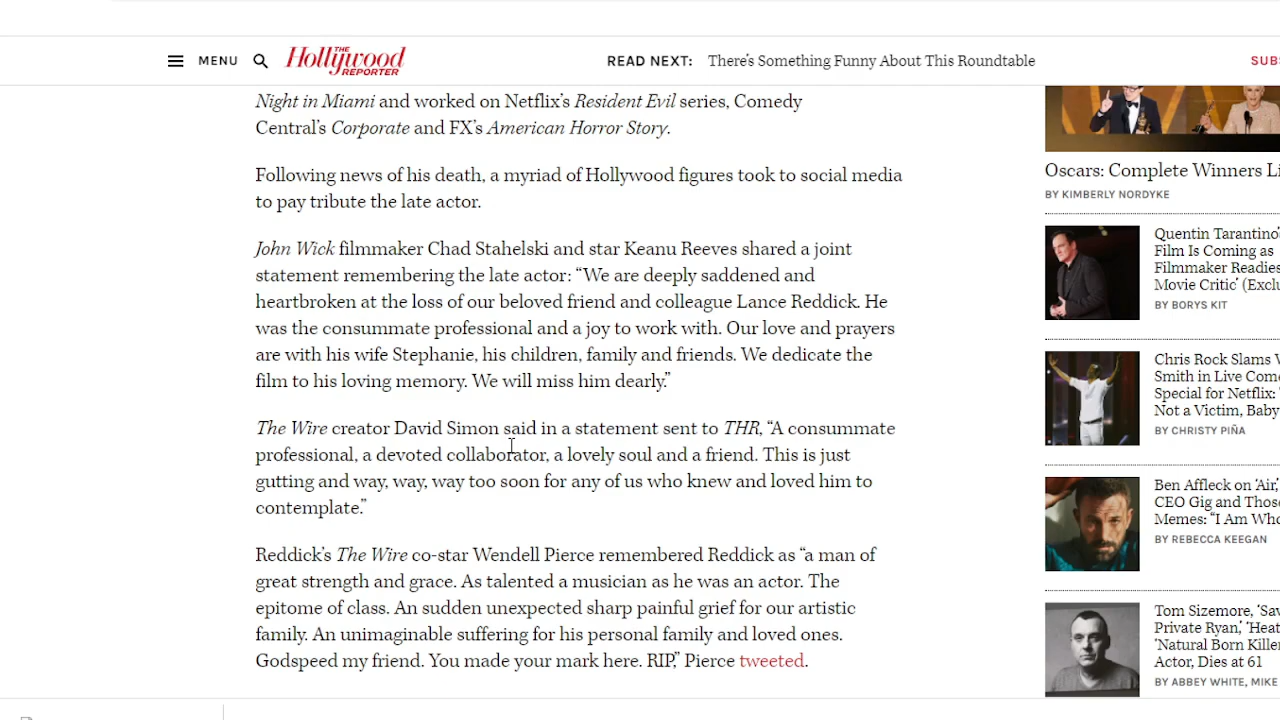 MENU
THE
Hollywood
REPORTER
READ NEXT: There's Something Funny About This Roundtable
SUBS
Night in Miami and worked on Netflix's Resident Evil series, Comedy
Central's Corporate and FX's American Horror Story.
Following news of his death, a myriad of Hollywood figures took to social media
to pay tribute the late actor.
John Wick filmmaker Chad Stahelski and star Keanu Reeves shared a joint
statement remembering the late actor: “We are deeply saddened and
heartbroken at the loss of our beloved friend and colleague Lance Reddick. He
was the consummate professional and a joy to work with. Our love and prayers
are with his wife Stephanie, his children, family and friends. We dedicate the
film to his loving memory. We will miss him dearly.”
The Wire creator David Simon said in a statement sent to THR, “A consummate
professional, a devoted collaborator, a lovely soul and a friend. This is just
gutting and way, way, way too soon for any of us who knew and loved him to
contemplate.”
Reddick's The Wire co-star Wendell Pierce remembered Reddick as “a man of
great strength and grace. As talented a musician as he was an actor. The
epitome of class. An sudden unexpected sharp painful grief for our artistic
family. An unimaginable suffering for his personal family and loved ones.
Godspeed my friend. You made your mark here. RIP,” Pierce tweeted.
Oscars: Complete Winners Li
BY KIMBERLY NORDYKE
Quentin Tarantino's
Film Is Coming as
Filmmaker Readies
Movie Critic' (Exclu
BY BORYS KIT
Chris Rock Slams W
Smith in Live Come
Special for Netflix: '
Not a Victim, Baby
BY CHRISTY PIÑA
Ben Affleck on 'Air,'
CEO Gig and Those
Memes: “I Am Who
BY REBECCA KEEGAN
Tom Sizemore, 'Sav
Private Ryan,' 'Heat
'Natural Born Killer
Actor, Dies at 61
BY ABBEY WHITE, MIKE